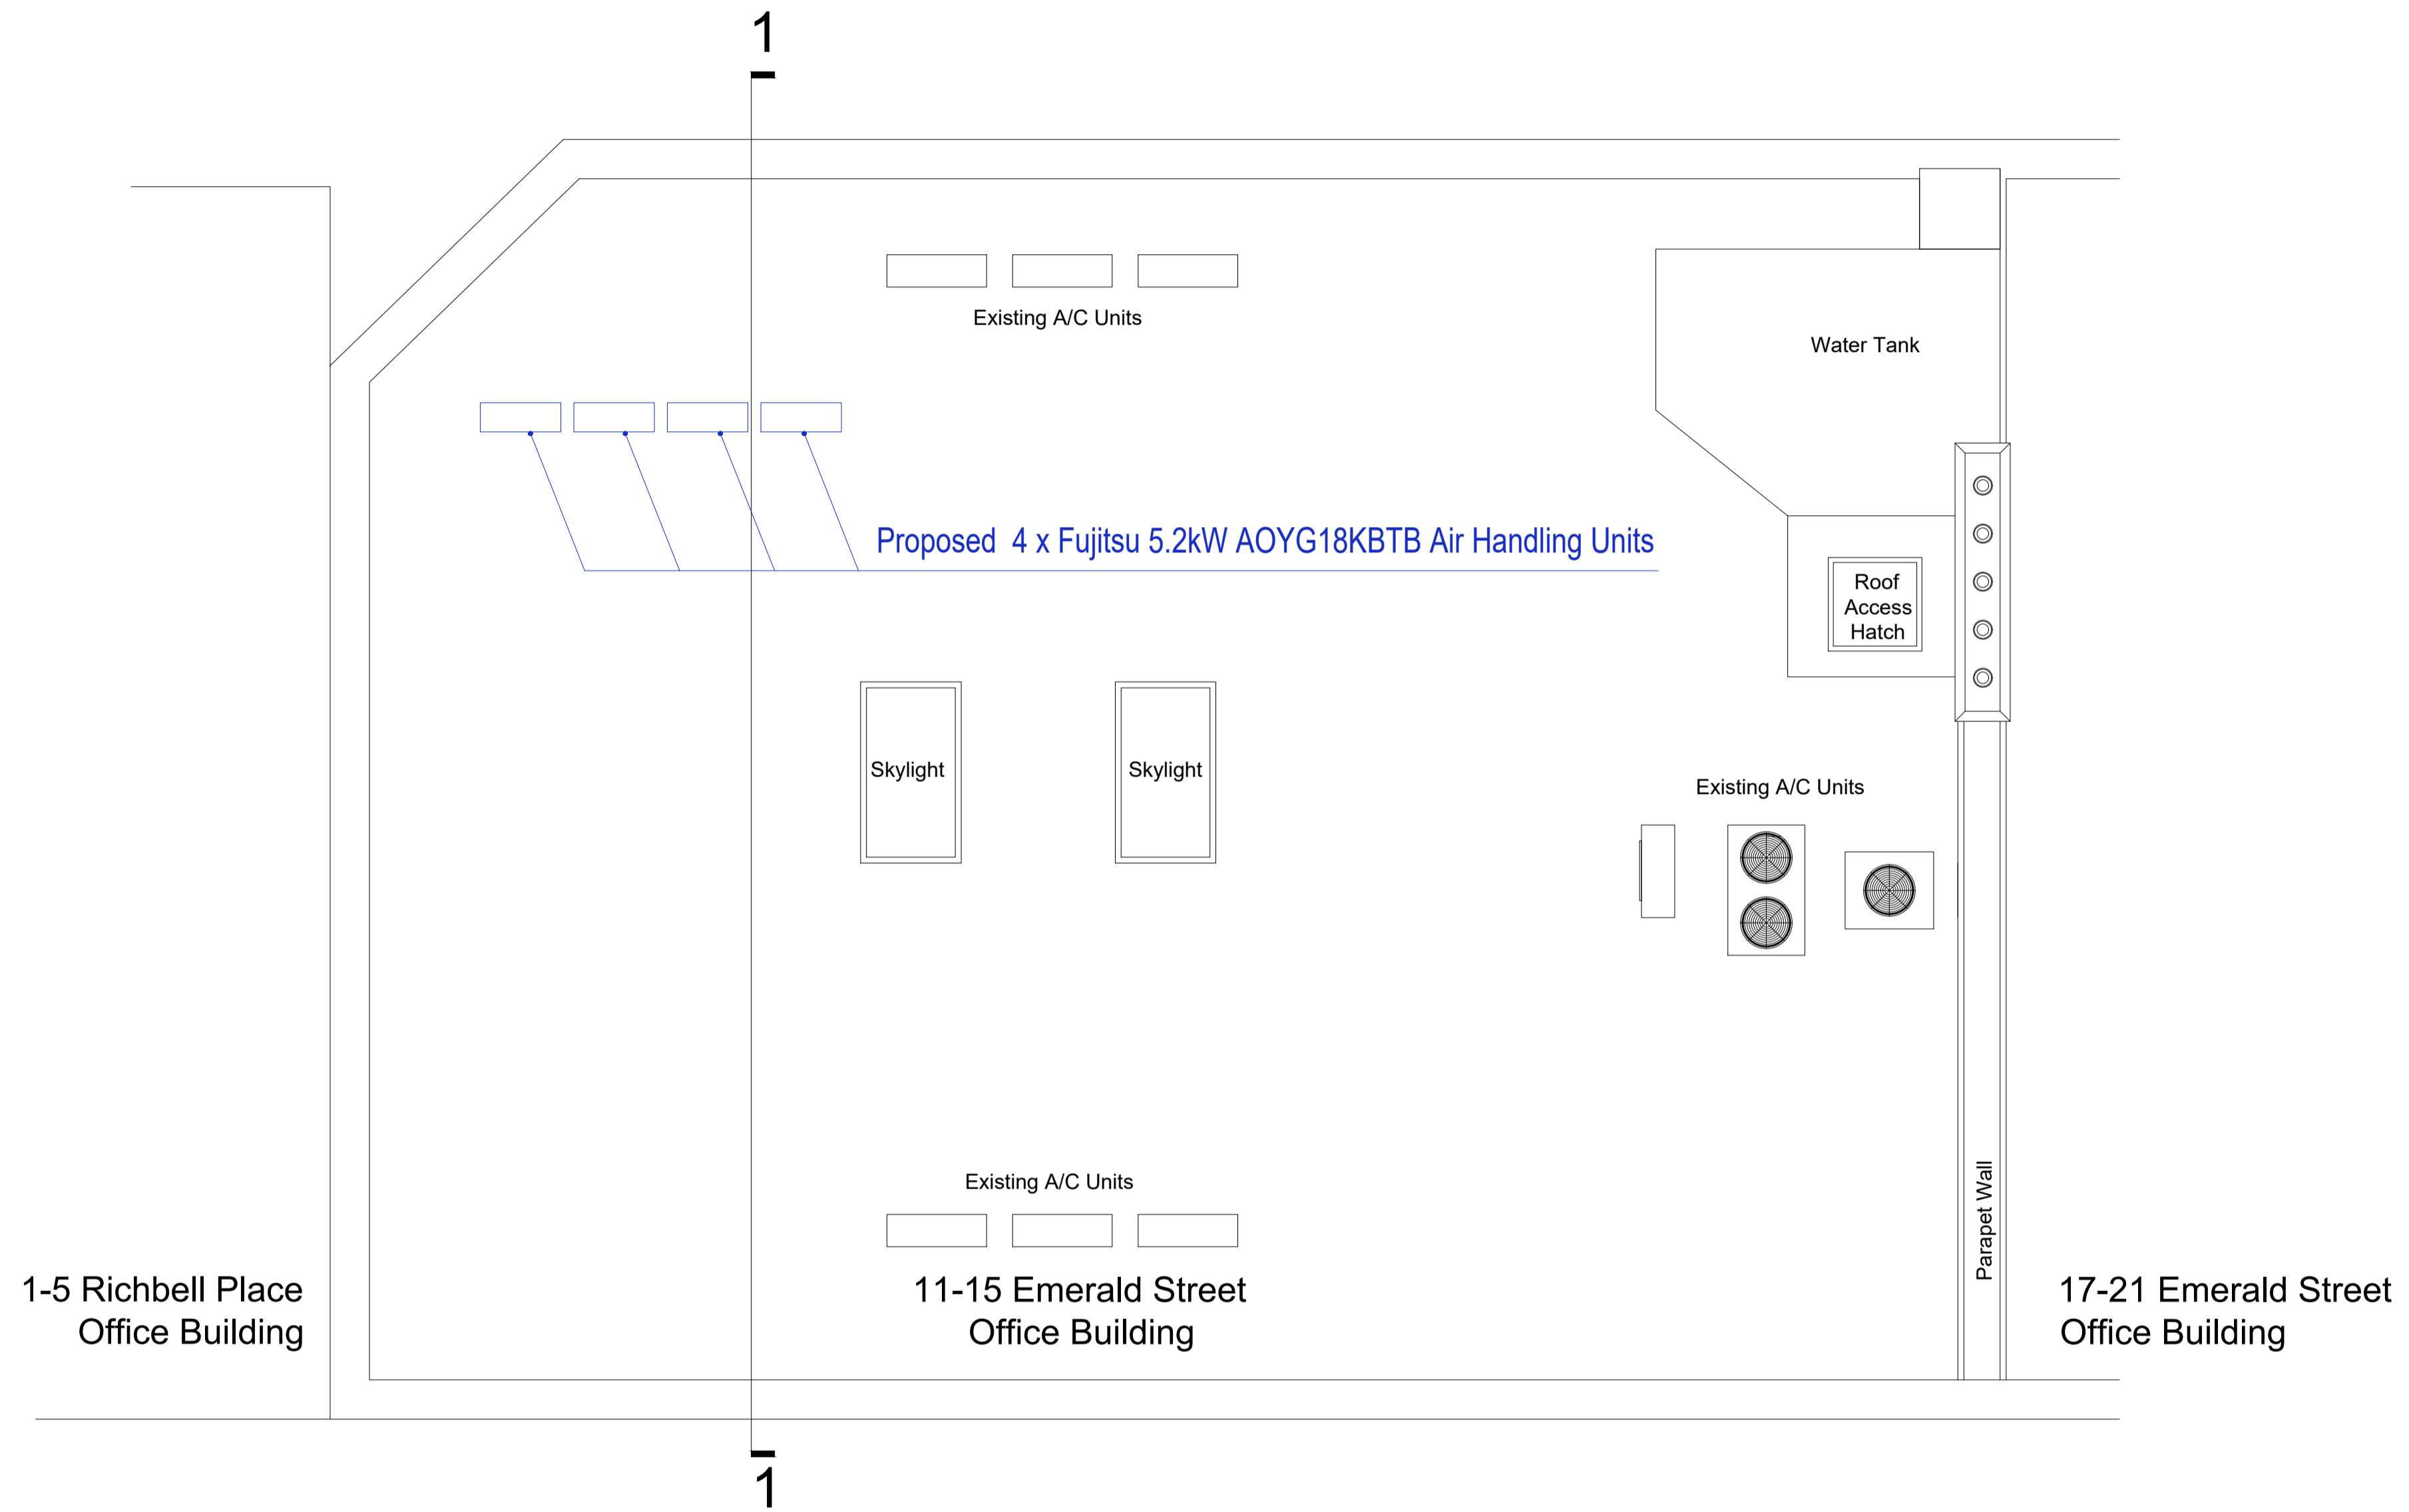 1
Existing A/C Units
Water Tank
Proposed 4 x Fujitsu 5.2kW AOYG18KBTB Air Handling Units
Roof
Access
Hatch
Skylight
Skylight
Existing A/C Units
Existing A/C Units
Parapet Wall
1-5 Richbell Place
Office Building
11-15 Emerald Street
Office Building
17-21 Emerald Street
Office Building
1